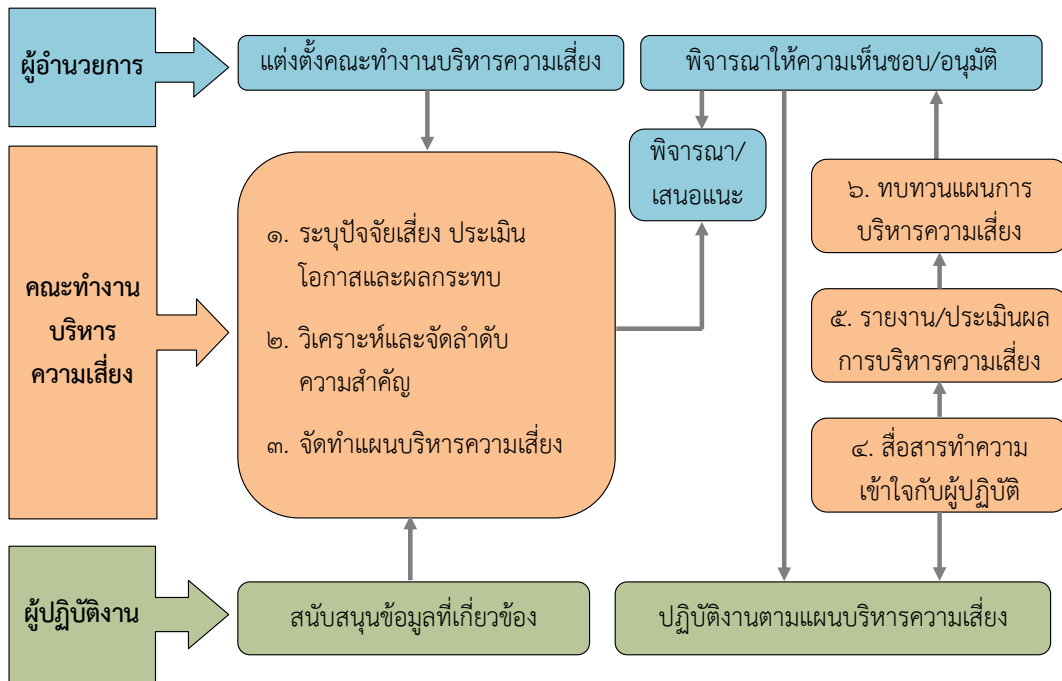 ผู้อำนวยการ
แต่งตั้งคณะทำงานบริหารความเสี่ยง
พิจารณาให้ความเห็นชอบ/อนุมัติ
พิจารณา/
เสนอแนะ
คณะทำงาน
บริหาร
ความเสี่ยง
๑. ระบุปัจจัยเสี่ยง ประเมิน
โอกาสและผลกระทบ
๒. วิเคราะห์และจัดลำดับ
ความสำคัญ
๓. จัดทำแผนบริหารความเสี่ยง
๖. ทบทวนแผนการ
บริหารความเสี่ยง
๕. รายงาน/ประเมินผล
การบริหารความเสี่ยง
๔. สื่อสารทำความ
เข้าใจกับผู้ปฏิบัติ
ผู้ปฏิบัติงาน
สนับสนุนข้อมูลที่เกี่ยวข้อง
ปฏิบัติงานตามแผนบริหารความเสี่ยง